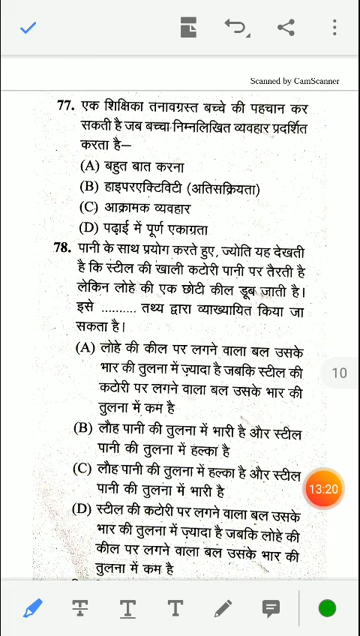 Scanned by CamScanner
77. एक शिक्षिका तनावग्रस्त बच्चे की पहचान कर
सकती है जब बच्चा निम्नलिखित व्यवहार प्रदर्शित
करता है—
(A) बहुत बात करना
(B) हाइपरएक्टिविटी (अतिसक्रियता)
(C) आक्रामक व्यवहार
(D) पढ़ाई में पूर्ण एकाग्रता
78. पानी के साथ प्रयोग करते हुए, ज्योति यह देखती
है कि स्टील की खाली कटोरी पानी पर तैरती है
लेकिन लोहे की एक छोटी कील डूब जाती है।
इसे .......... तथ्य द्वारा व्याख्यायित किया जा
सकता है।
(A) लोहे की कील पर लगने वाला बल उसके
भार की तुलना में ज़्यादा है जबकि स्टील की
कटोरी पर लगने वाला बल उसके भार की
तुलना में कम है
10
(B) लौह पानी की तुलना में भारी है और स्टील
पानी की तुलना में हल्का है
(C) लौह पानी की तुलना में हल्का है और स्टील
पानी की तुलना में भारी है
13:20
(D) स्टील की कटोरी पर लगने वाला बल उसके
भार की तुलना में ज़्यादा है जबकि लोहे की
कील पर लगने वाला बल उसके भार की
तुलना में कम है
T T T